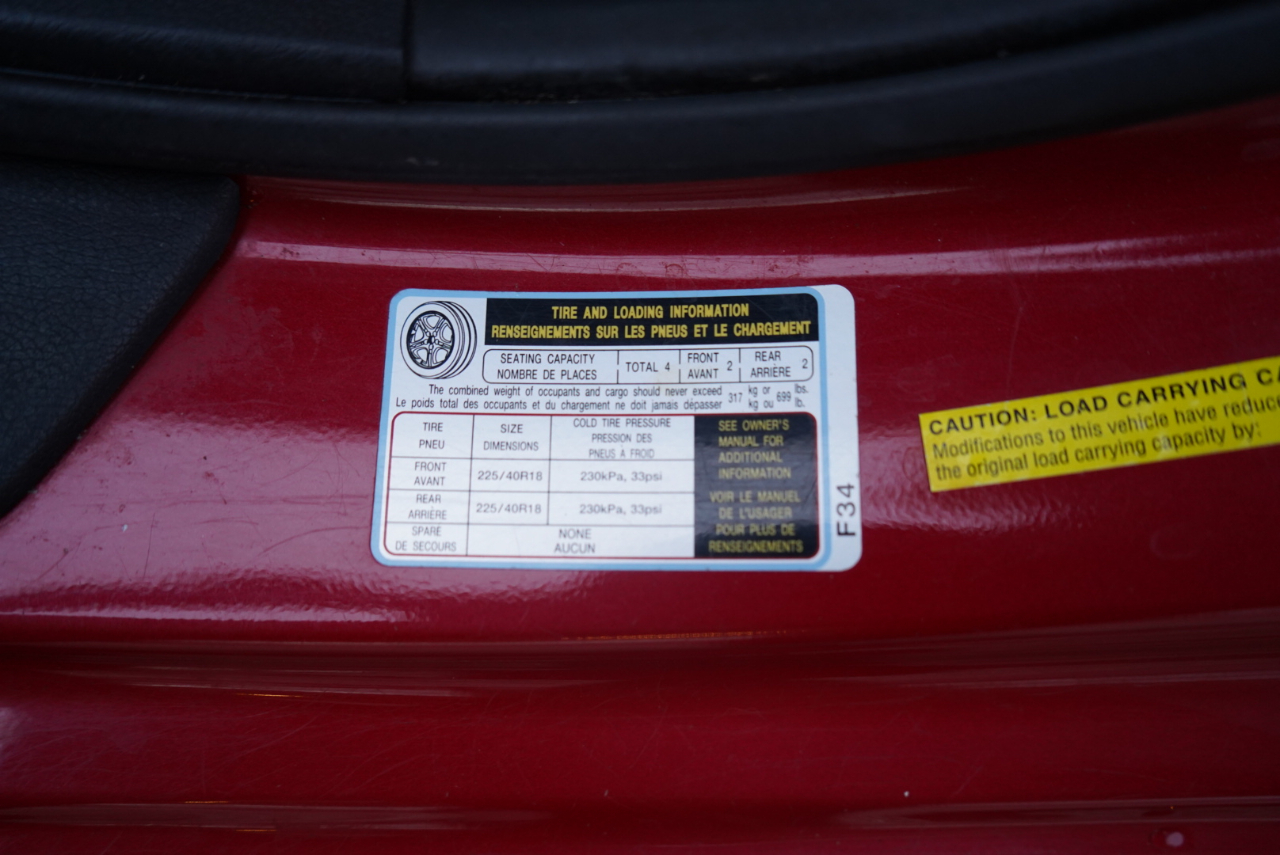 TIRE AND LOADING INFORMATION
RENSEIGNEMENTS SUR LES PNEUS ET LE CHARGEMENT
SEATING CAPACITY
NOMBRE DE PLACES
TOTAL 4
FRONT
AVANT 2
REAR
ARRIÈRE 2
The combined weight of occupants and cargo should never exceed 317 kg or 699 lbs.
Le poids total des occupants et du chargement ne doit jamais dépasser kg ou lb.
TIRE
PNEU
SIZE
DIMENSIONS
COLD TIRE PRESSURE
PRESSION DES
PNEUS A FROID
FRONT
AVANT
225/40R18
230kPa, 33psi
REAR
ARRIÈRE
225/40R18
230kPa, 33psi
SPARE
DE SECOURS
NONE
AUCUN
SEE OWNER'S
MANUAL FOR
ADDITIONAL
INFORMATION
VOIR LE MANUEL
DE L'USAGER
POUR PLUS DE
RENSEIGNEMENTS
F34
CAUTION: LOAD CARRYING CA
Modifications to this vehicle have reduce
the original load carrying capacity by: